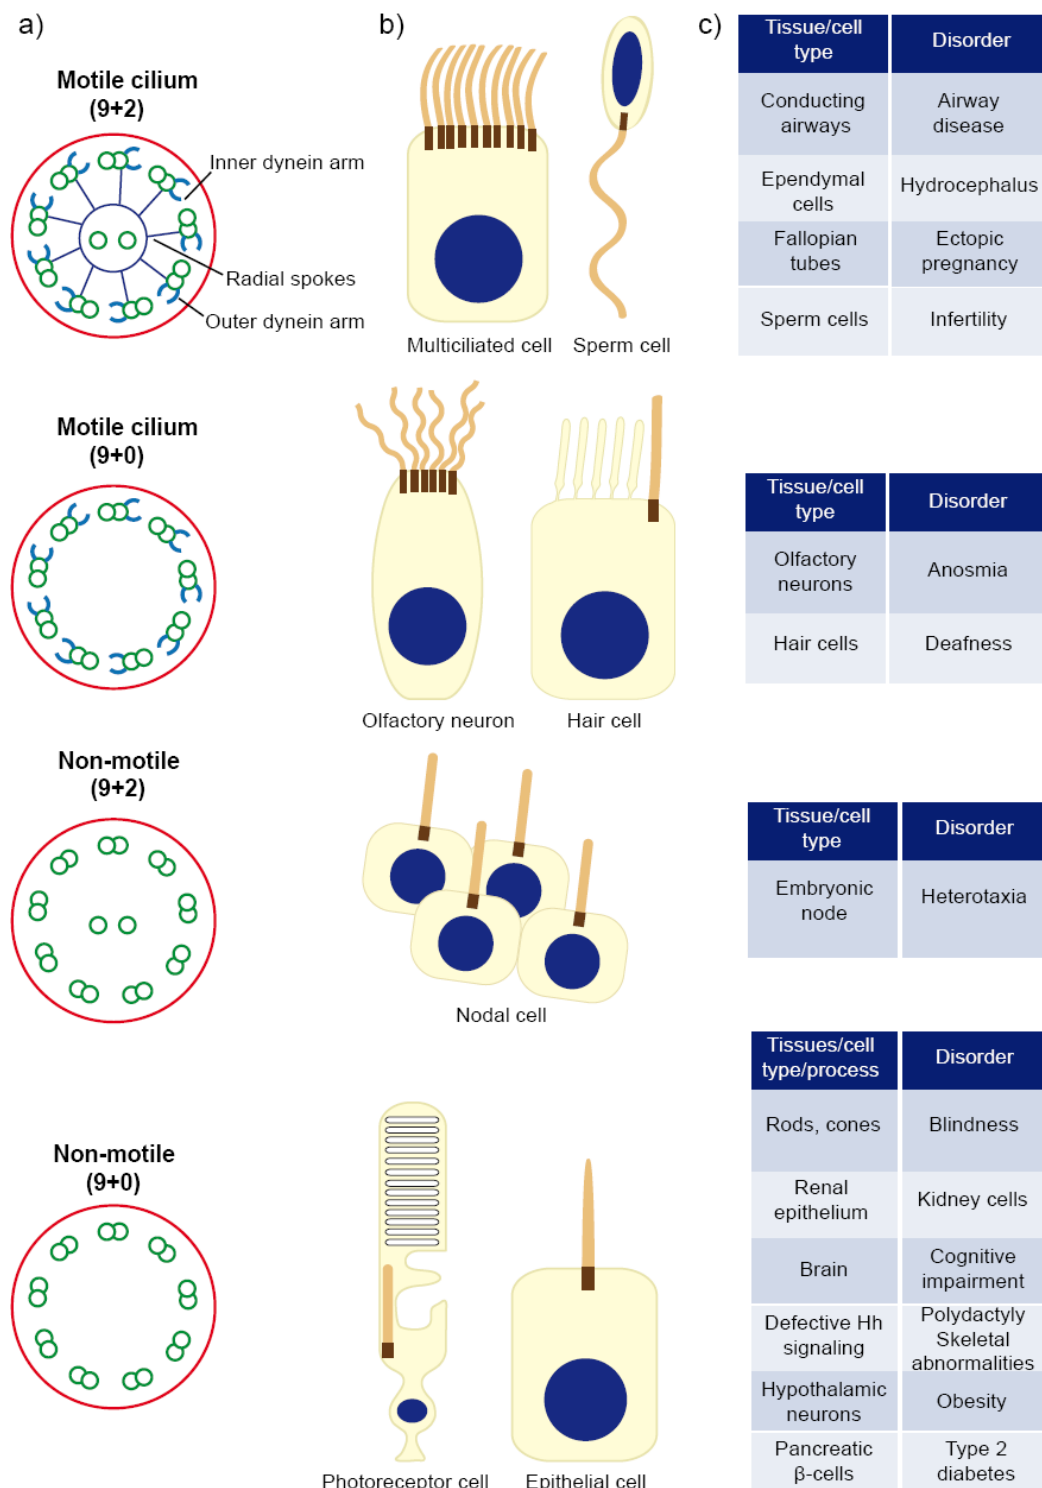 a)
b)
c)
Motile cilium
(9+2)
Inner dynein arm
Radial spokes
Outer dynein arm
Multiciliated cell
Sperm cell
Tissue/cell
type
Disorder
Conducting
airways
Airway
disease
Ependymal
cells
Hydrocephalus
Fallopian
tubes
Ectopic
pregnancy
Sperm cells
Infertility
Motile cilium
(9+0)
Olfactory neuron
Hair cell
Tissue/cell
type
Disorder
Olfactory
neurons
Anosmia
Hair cells
Deafness
Non-motile
(9+2)
Nodal cell
Tissue/cell
type
Disorder
Embryonic
node
Heterotaxia
Non-motile
(9+0)
Photoreceptor cell
Epithelial cell
Tissues/cell
type/process
Disorder
Rods, cones
Blindness
Renal
epithelium
Kidney cells
Brain
Cognitive
impairment
Defective Hh
signaling
Polydactyly
Skeletal
abnormalities
Hypothalamic
neurons
Obesity
Pancreatic
β-cells
Type 2
diabetes